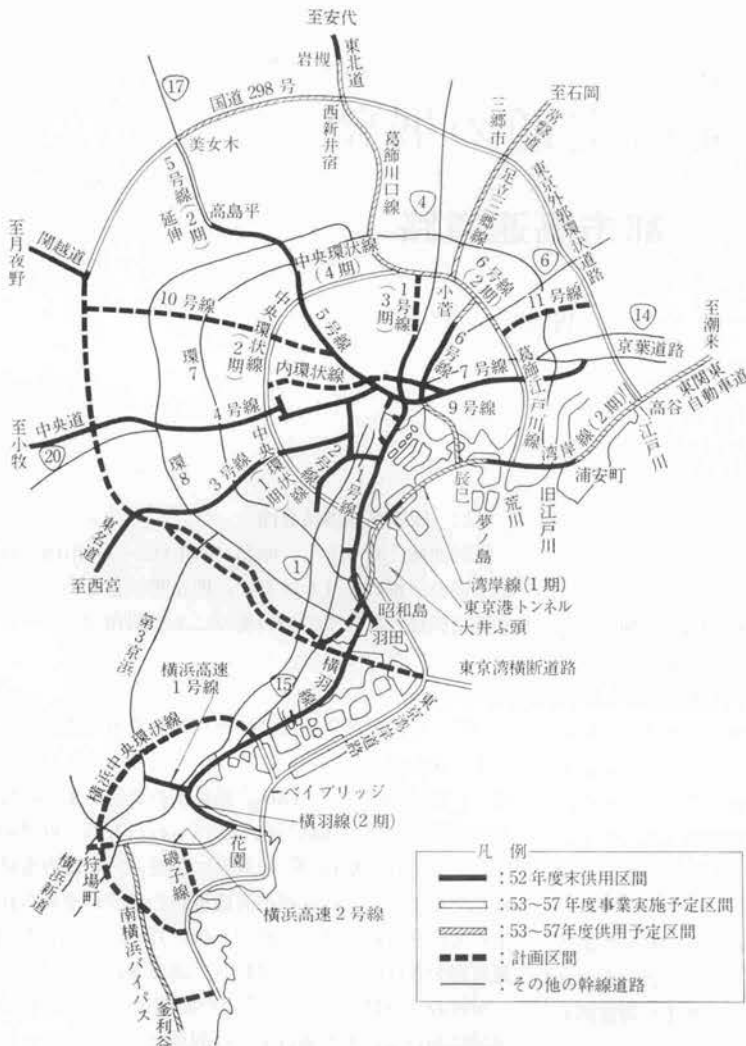 至安代
岩槻
東北道
17
国道298号
至石岡
美女木
西新井宿
葛飾川口線
三郷市
常磐道
5号線(2期)
延伸
高島平
4
足立三郷線
東京外郭環状道路
至月夜野
関越道
中央環状線
(4期)
6号線
(2期)
6
10号線
中央環状線
(2期)
5号線
1号線
(3期)
小菅
11号線
至潮来
環7
内環状線
6号線
7号線
14
京葉道路
葛飾江戸川線
9号線
高谷
東関東
自動車道
中央道
4号線
至小牧
20
環8
3号線
中央環状線
1期
2号線
1号線
湾岸線(2期)
江戸川
辰巳
夢ノ島
荒川
旧江戸川
浦安町
東名道
至西宮
1
湾岸線(1期)
昭和島
東京港トンネル
羽田
大井ふ頭
第3京浜
横浜高速
1号線
15
横羽線
東京湾横断道路
東京湾岸道路
横浜中央環状線
ベイブリッジ
横羽線(2期)
花園
狩場町
横浜新道
磯子線
横浜高速2号線
南横浜バイパス
釜利谷
凡例
:52年度末供用区間
:53~57年度事業実施予定区間
:53~57年度供用予定区間
:計画区間
:その他の幹線道路